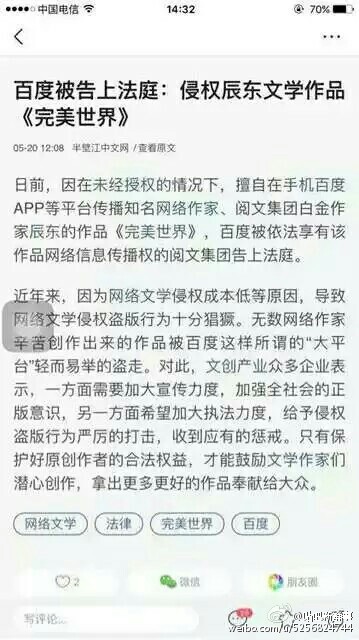 中国电信
14:32
70%
百度被告上法庭：侵权辰东文学作品
《完美世界》
05-20 12:08 半壁江中文网 / 查看原文
日前，因在未经授权的情况下，擅自在手机百度
APP等平台传播知名网络作家、阅文集团白金作
家辰东的作品《完美世界》，百度被依法享有该
作品网络信息传播权的阅文集团告上法庭。
近年来，因为网络文学侵权成本低等原因，导致
网络文学侵权盗版行为十分猖獗。无数网络作家
辛苦创作出来的作品被百度这样所谓的“大平
台”轻而易举的盗走。对此，文创产业众多企业表
示，一方面需要加大宣传力度，加强全社会的正
版意识，另一方面希望加大执法力度，给予侵权
盗版行为严厉的打击，收到应有的惩戒。只有保
护好原创作者的合法权益，才能鼓励文学作家们
潜心创作，拿出更多更好的作品奉献给大众。
网络文学 法律 完美世界 百度
2 微信 朋友圈
写评论...
weibo.com/u/5256824744